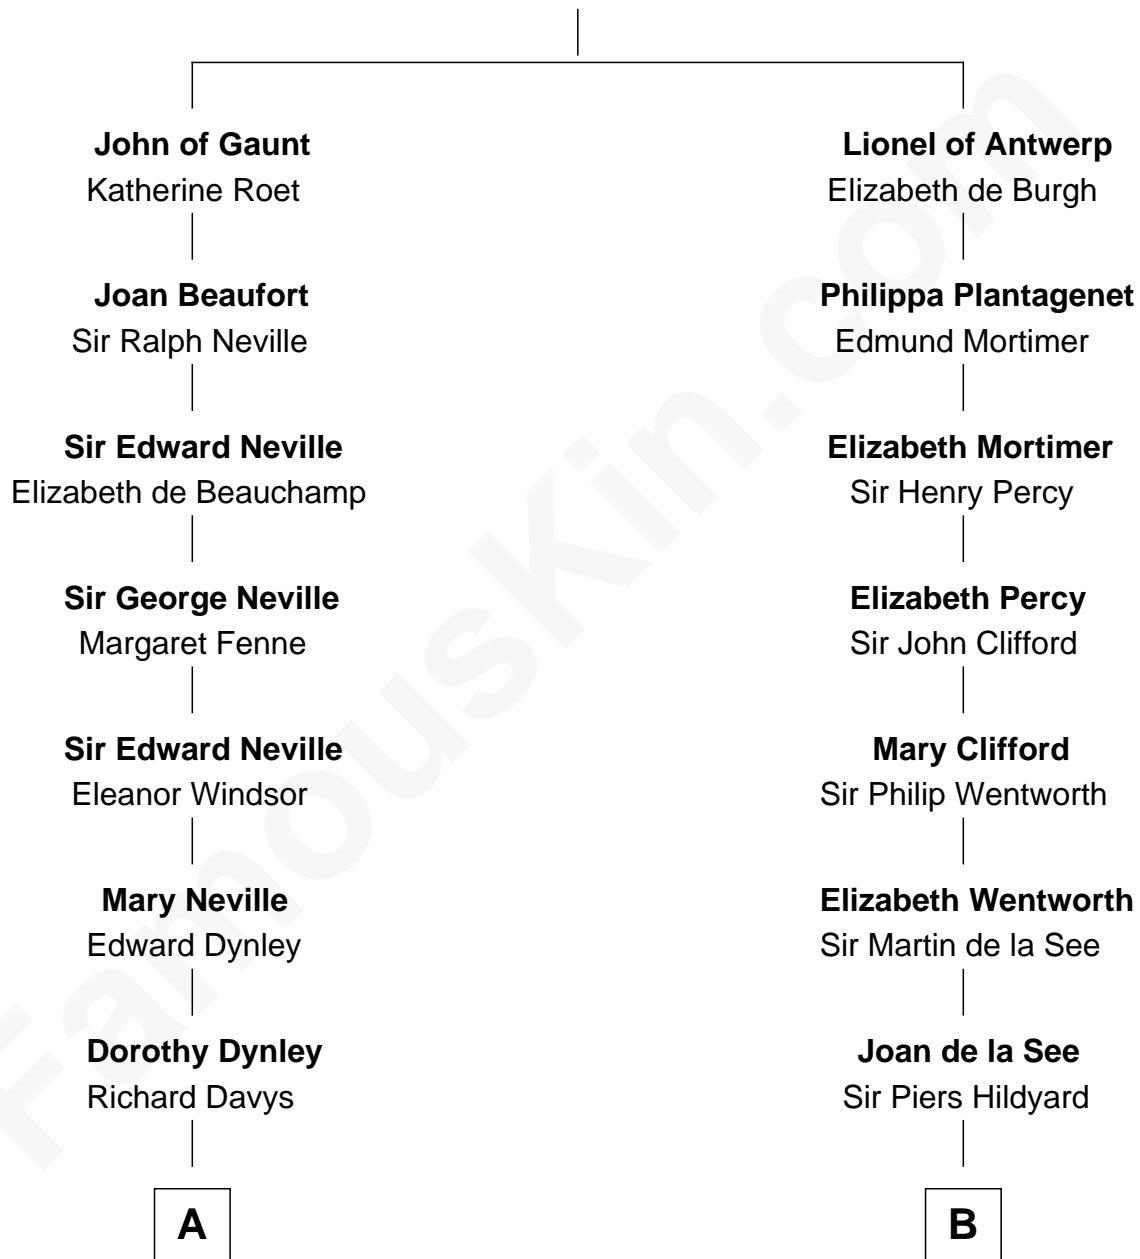 John of Gaunt
Katherine Roet
Joan Beaufort
Sir Ralph Neville
Sir Edward Neville
Elizabeth de Beauchamp
Sir George Neville
Margaret Fenne
Sir Edward Neville
Eleanor Windsor
Mary Neville
Edward Dynley
Dorothy Dynley
Richard Davys
A
Lionel of Antwerp
Elizabeth de Burgh
Philippa Plantagenet
Edmund Mortimer
Elizabeth Mortimer
Sir Henry Percy
Elizabeth Percy
Sir John Clifford
Mary Clifford
Sir Philip Wentworth
Elizabeth Wentworth
Sir Martin de la See
Joan de la See
Sir Piers Hildyard
B
FamousKin.com